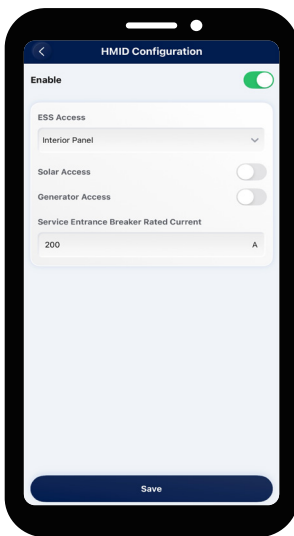 HMID Configuration
Enable
ESS Access
Interior Panel
Solar Access
Generator Access
Service Entrance Breaker Rated Current
200 A
Save